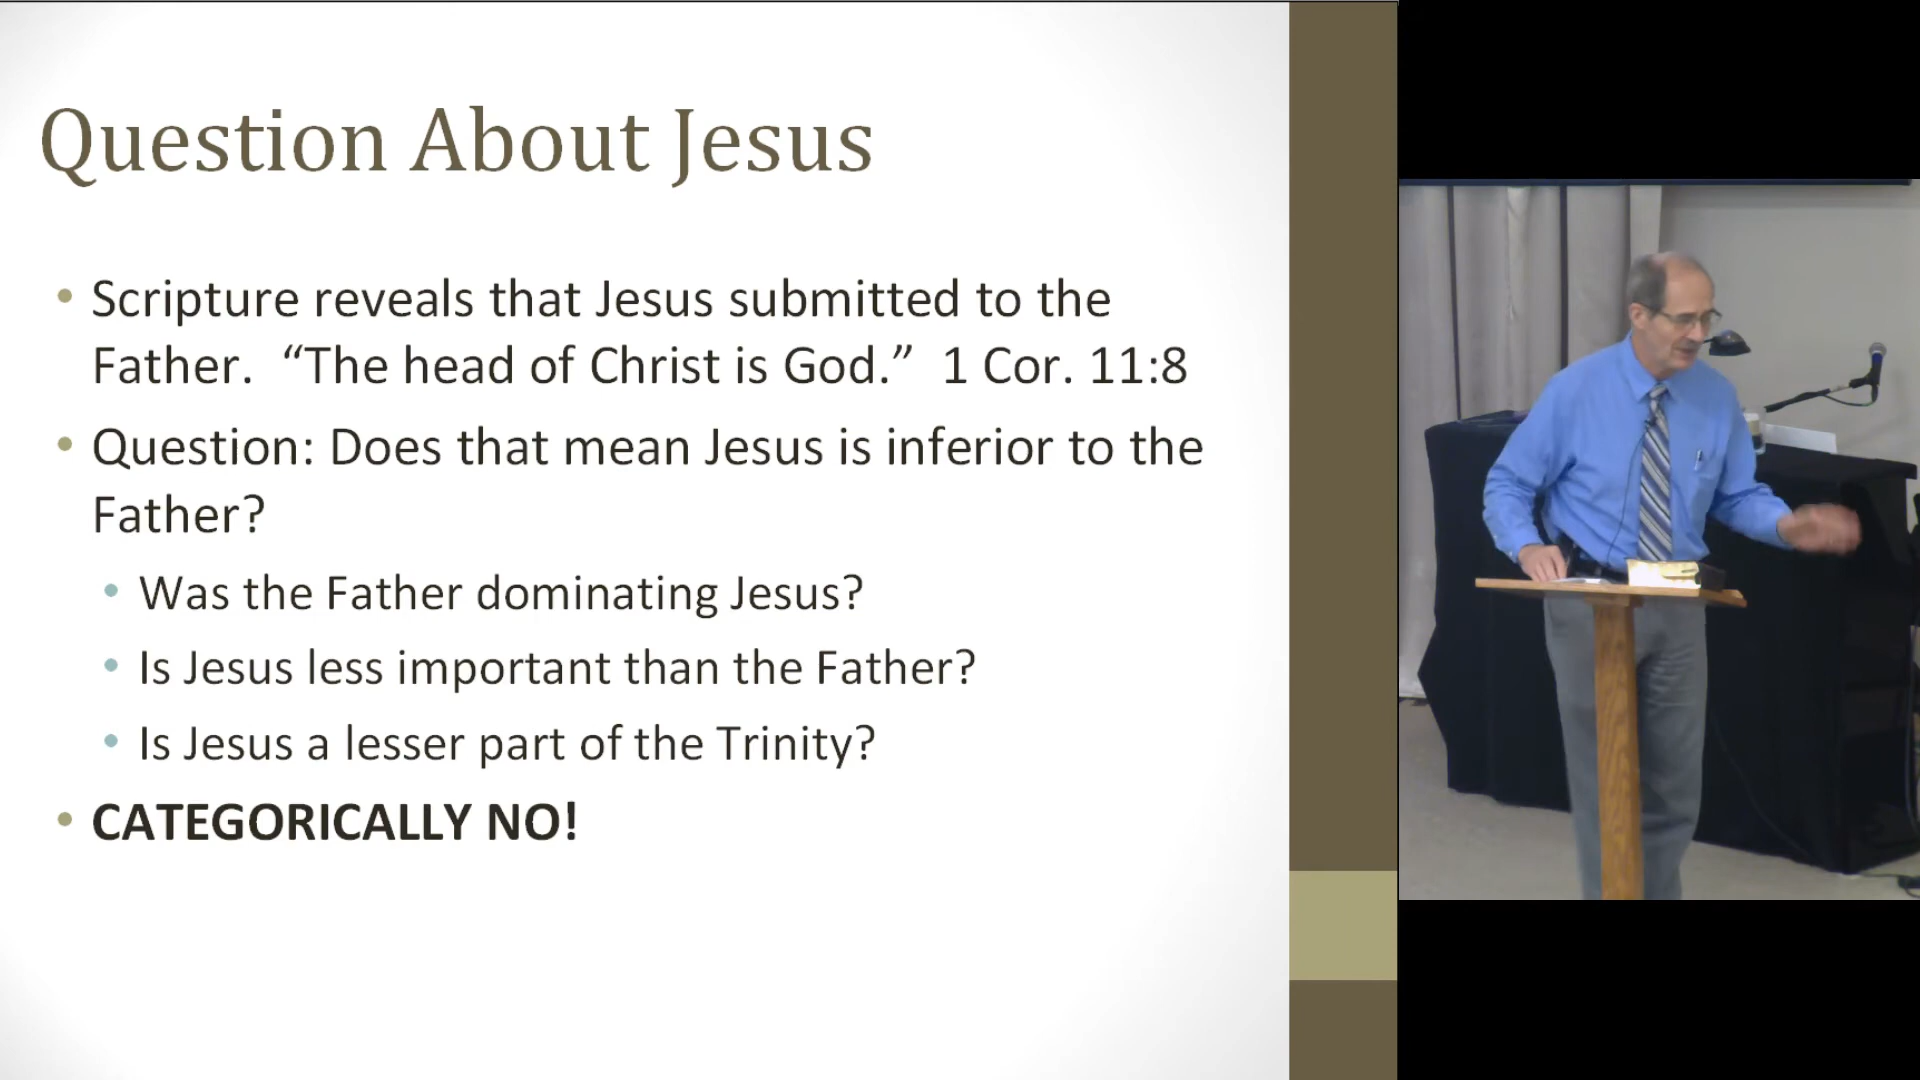 Question About Jesus
• Scripture reveals that Jesus submitted to the
Father.  “The head of Christ is God.”  1 Cor. 11:8
• Question: Does that mean Jesus is inferior to the
Father?
• Was the Father dominating Jesus?
• Is Jesus less important than the Father?
• Is Jesus a lesser part of the Trinity?
• CATEGORICALLY NO!